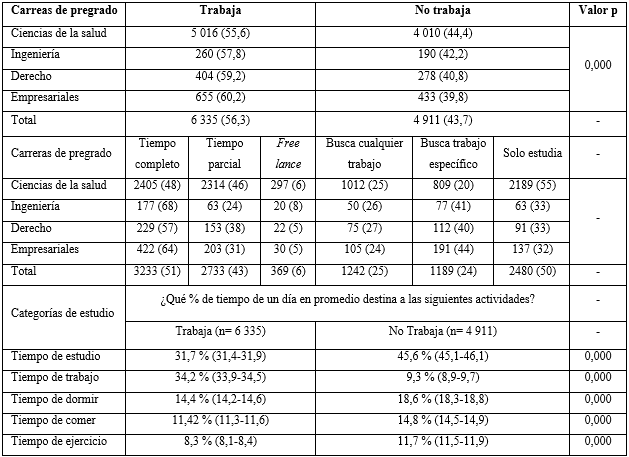 Carreas de pregrado Trabaja No trabaja Valor p
Ciencias de la salud 5 016 (55,6) 4 010 (44,4) 0,000
Ingeniería 260 (57,8) 190 (42,2)
Derecho 404 (59,2) 278 (40,8)
Empresariales 655 (60,2) 433 (39,8)
Total 6 335 (56,3) 4 911 (43,7) -
Carreras de pregrado Tiempo completo Tiempo parcial Free lance Busca cualquier trabajo Busca trabajo específico Solo estudia -
Ciencias de la salud 2405 (48) 2314 (46) 297 (6) 1012 (25) 809 (20) 2189 (55) -
Ingeniería 177 (68) 63 (24) 20 (8) 50 (26) 77 (41) 63 (33)
Derecho 229 (57) 153 (38) 22 (5) 75 (27) 112 (40) 91 (33)
Empresariales 422 (64) 203 (31) 30 (5) 105 (24) 191 (44) 137 (32)
Total 3233 (51) 2733 (43) 369 (6) 1242 (25) 1189 (24) 2480 (50) -
Categorías de estudio ¿Qué % de tiempo de un día en promedio destina a las siguientes actividades? -
Trabaja (n= 6 335) No Trabaja (n= 4 911) -
Tiempo de estudio 31,7 % (31,4-31,9) 45,6 % (45,1-46,1) 0,000
Tiempo de trabajo 34,2 % (33,9-34,5) 9,3 % (8,9-9,7) 0,000
Tiempo de dormir 14,4 % (14,2-14,6) 18,6 % (18,3-18,8) 0,000
Tiempo de comer 11,42 % (11,3-11,6) 14,8 % (14,5-14,9) 0,000
Tiempo de ejercicio 8,3 % (8,1-8,4) 11,7 % (11,5-11,9) 0,000